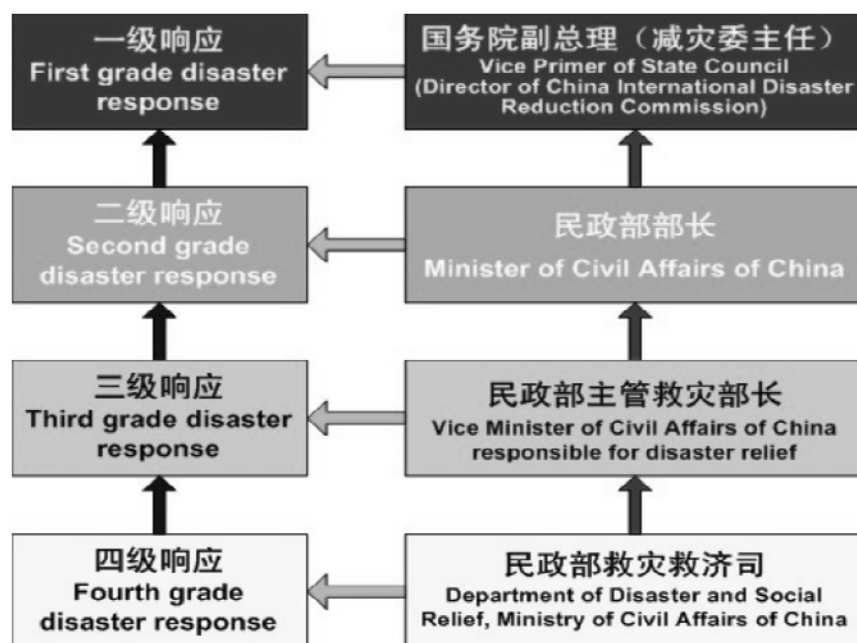 一级响应
First grade disaster
response
国务院副总理（减灾委主任）
Vice Primer of State Council
(Director of China International Disaster
Reduction Commission)
二级响应
Second grade
disaster response
民政部部长
Minister of Civil Affairs of China
三级响应
Third grade disaster
response
民政部主管救灾部长
Vice Minister of Civil Affairs of China
responsible for disaster relief
四级响应
Fourth grade
disaster response
民政部救灾救济司
Department of Disaster and Social
Relief, Ministry of Civil Affairs of China